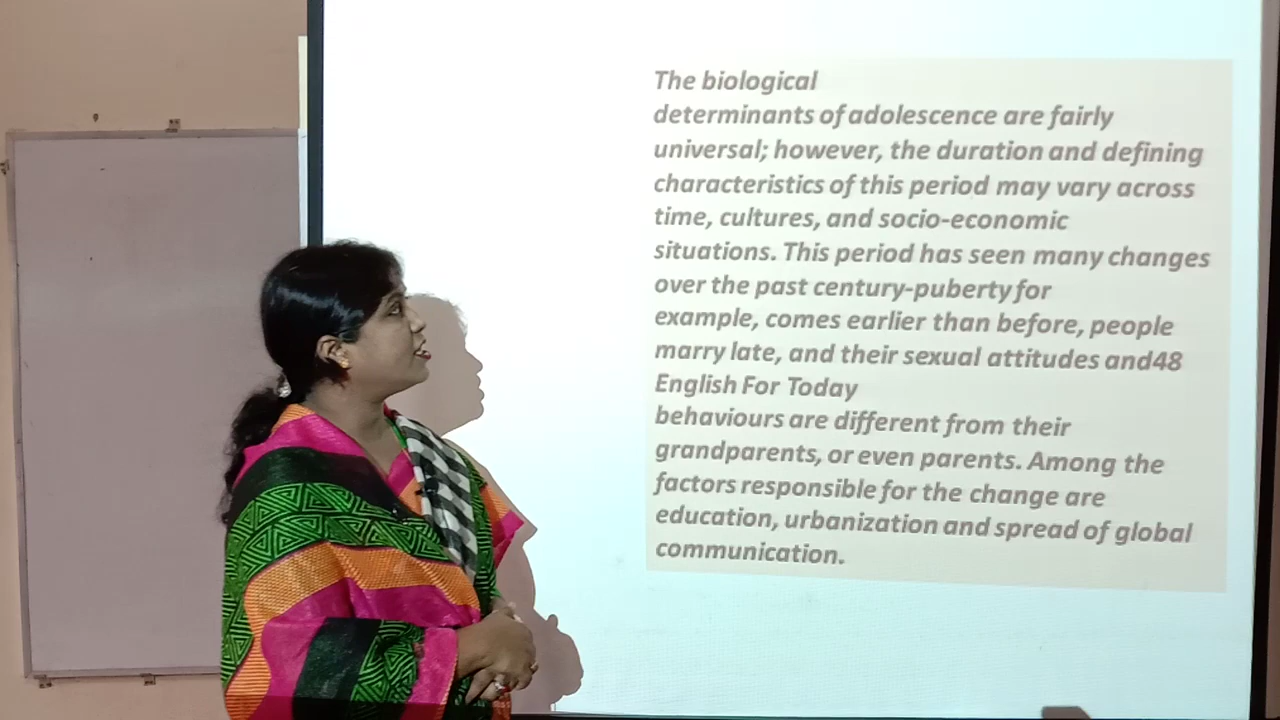 The biological
determinants of adolescence are fairly
universal; however, the duration and defining
characteristics of this period may vary across
time, cultures, and socio-economic
situations. This period has seen many changes
over the past century-puberty for
example, comes earlier than before, people
marry late, and their sexual attitudes and48
English For Today
behaviours are different from their
grandparents, or even parents. Among the
factors responsible for the change are
education, urbanization and spread of global
communication.